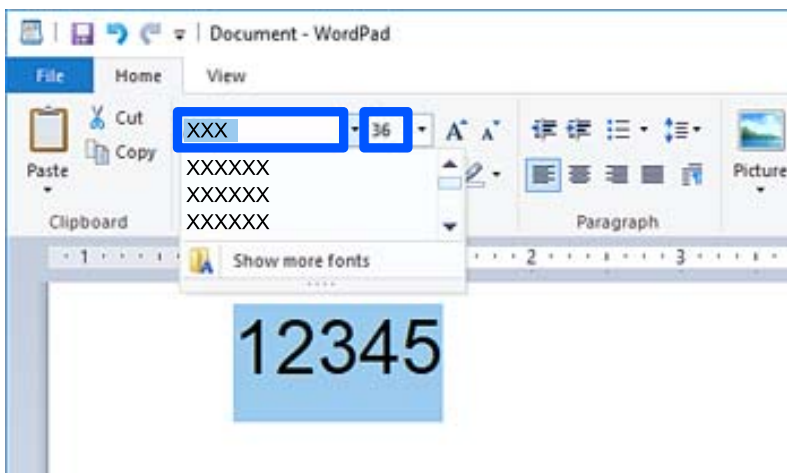 Document - WordPad
File Home View
Cut
Copy
Paste
Clipboard
XXX
36
A A
XXXXXX
XXXXXX
XXXXXX
Show more fonts
Paragraph
Picture
1 2 3
12345